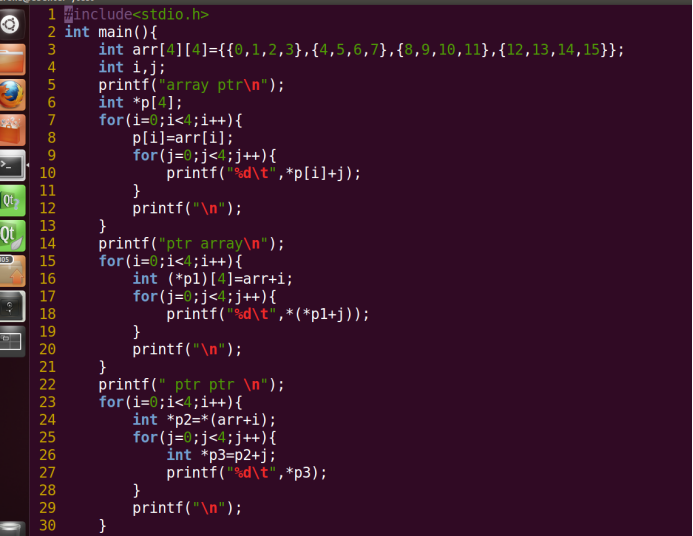 1 #include<stdio.h>
2 int main(){
3     int arr[4][4]={{0,1,2,3},{4,5,6,7},{8,9,10,11},{12,13,14,15}};
4     int i,j;
5     printf("array ptr\n");
6     int *p[4];
7     for(i=0;i<4;i++){
8         p[i]=arr[i];
9         for(j=0;j<4;j++){
10             printf("%d\t",*p[i]+j);
11         }
12         printf("\n");
13     }
14     printf("ptr array\n");
15     for(i=0;i<4;i++){
16         int (*p1)[4]=arr+i;
17         for(j=0;j<4;j++){
18             printf("%d\t",*(*p1+j));
19         }
20         printf("\n");
21     }
22     printf(" ptr ptr \n");
23     for(i=0;i<4;i++){
24         int *p2=*(arr+i);
25         for(j=0;j<4;j++){
26             int *p3=p2+j;
27             printf("%d\t",*p3);
28         }
29         printf("\n");
30     }
Qt
Qt